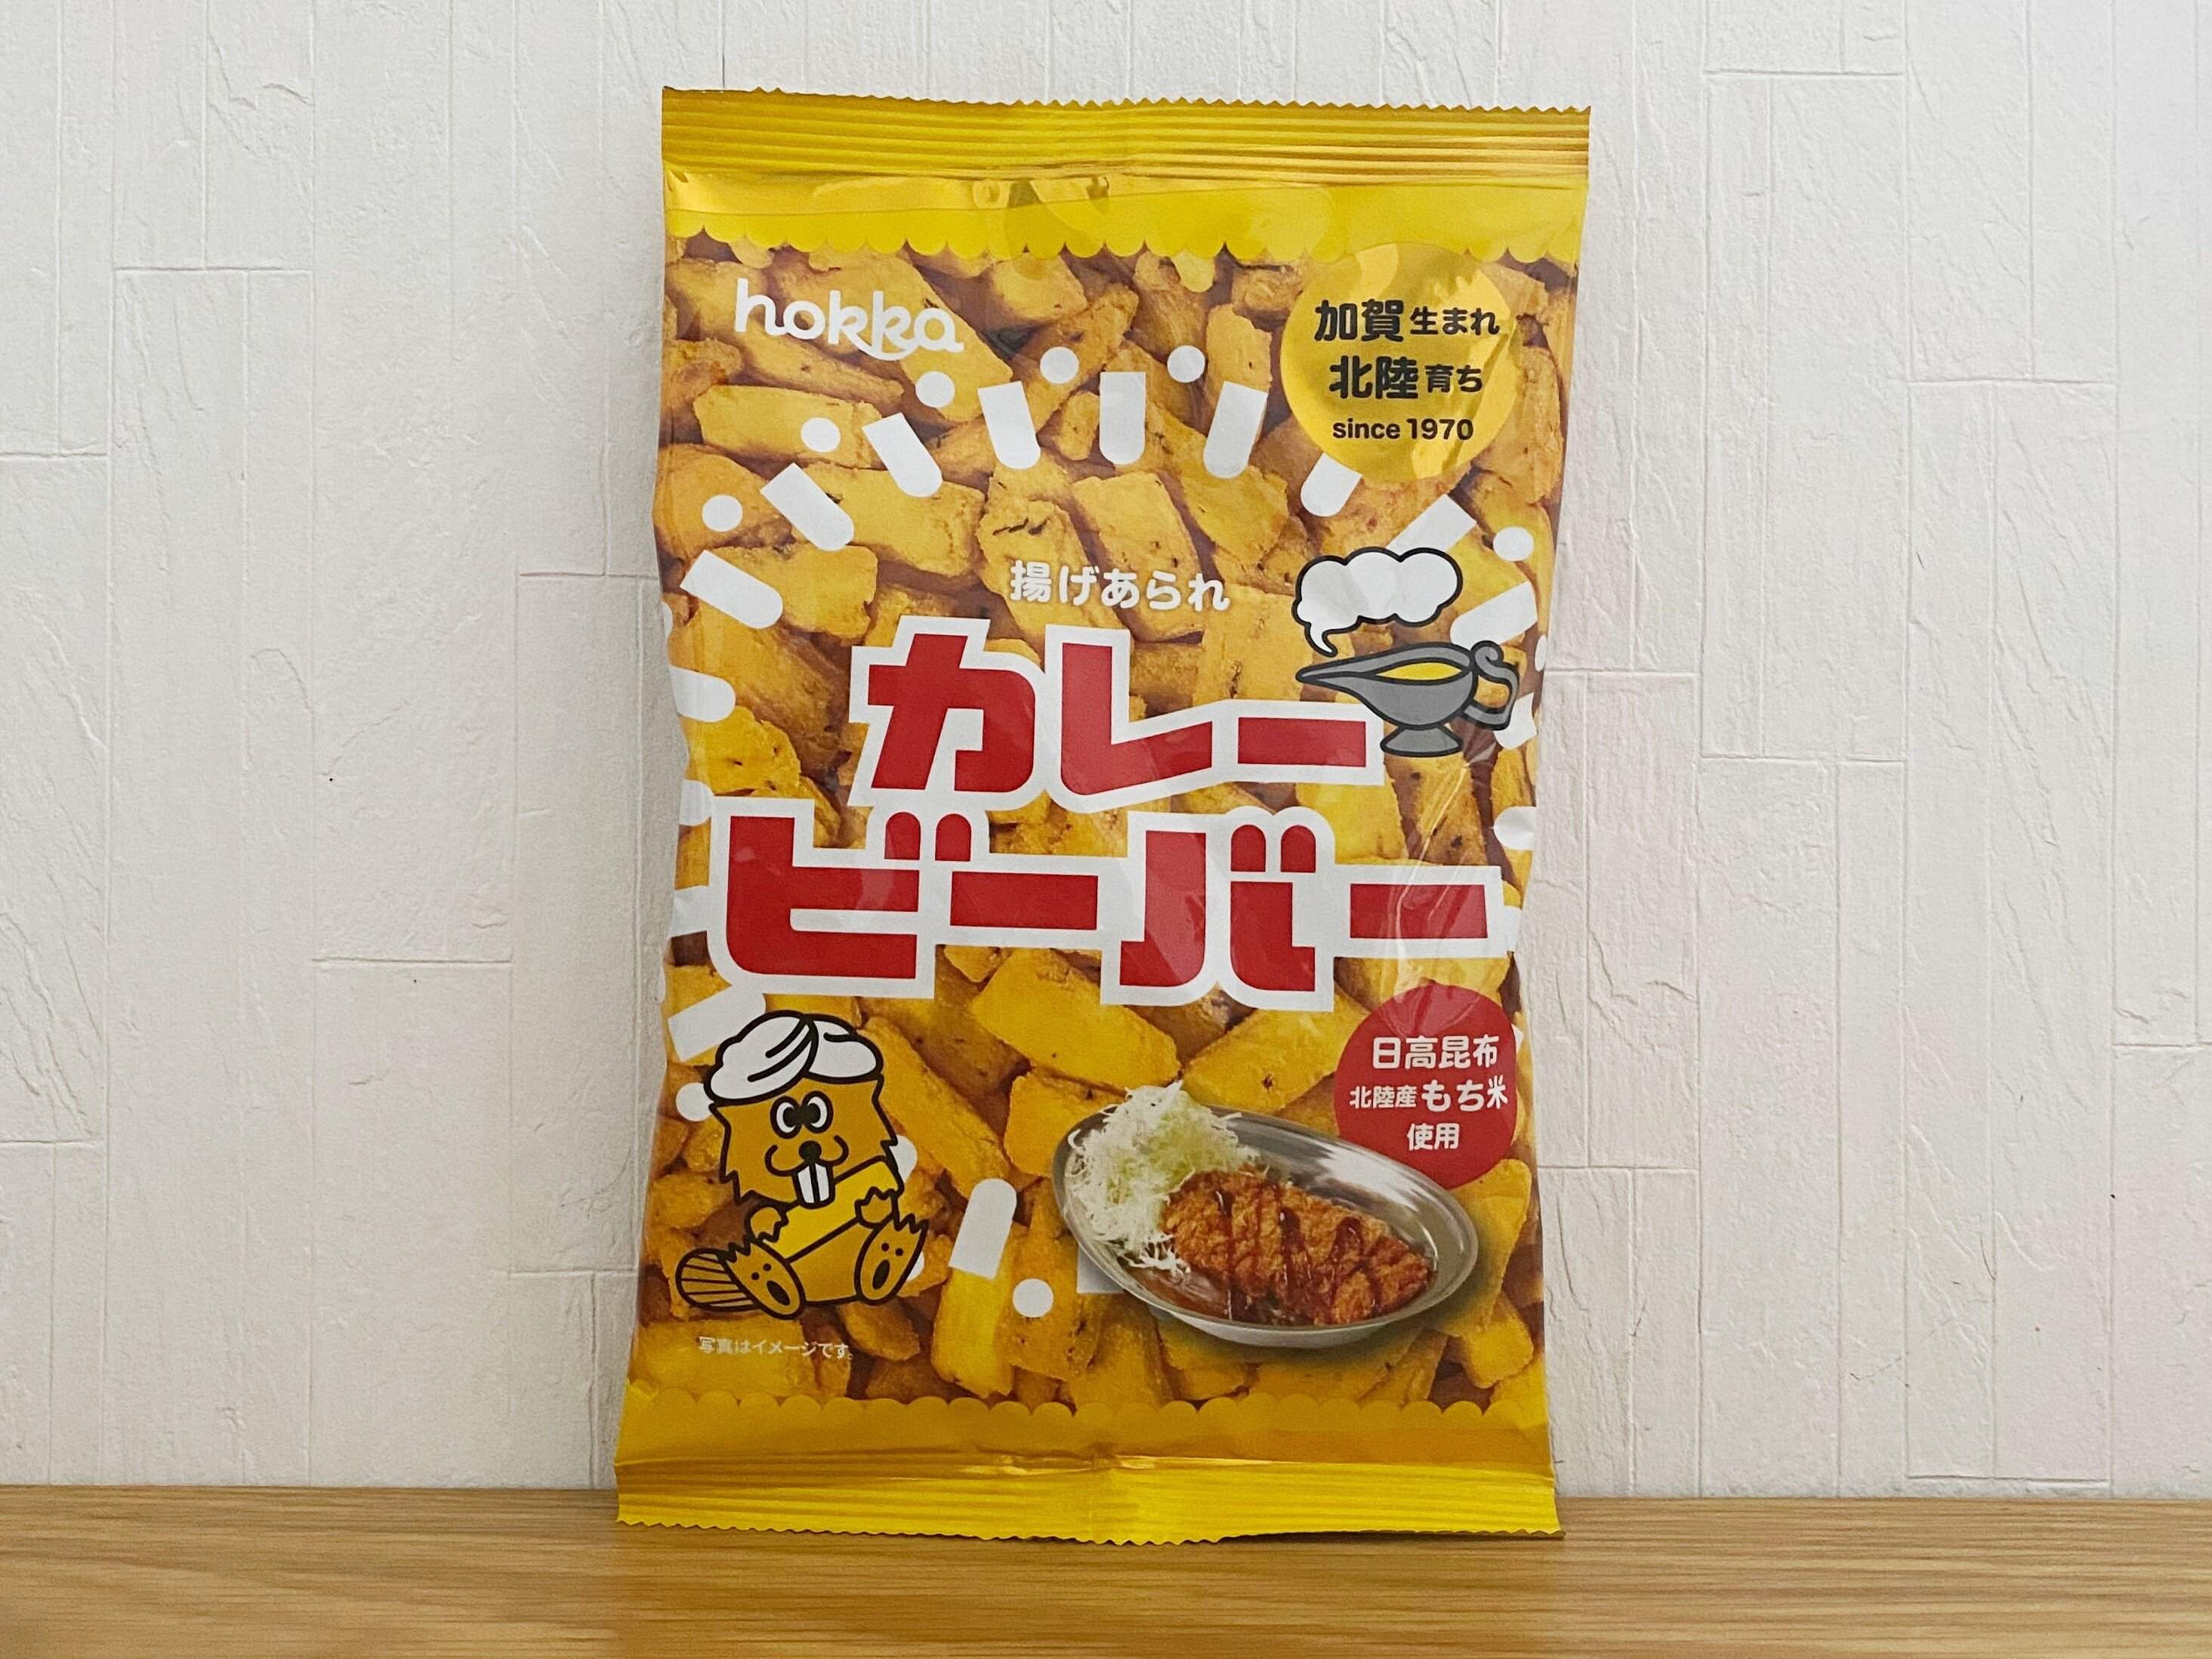 hokka
加賀生まれ
北陸育ち
since 1970
揚げあられ
カレー
ビーバー
日高昆布
北陸産もち米
使用
写真はイメージです。